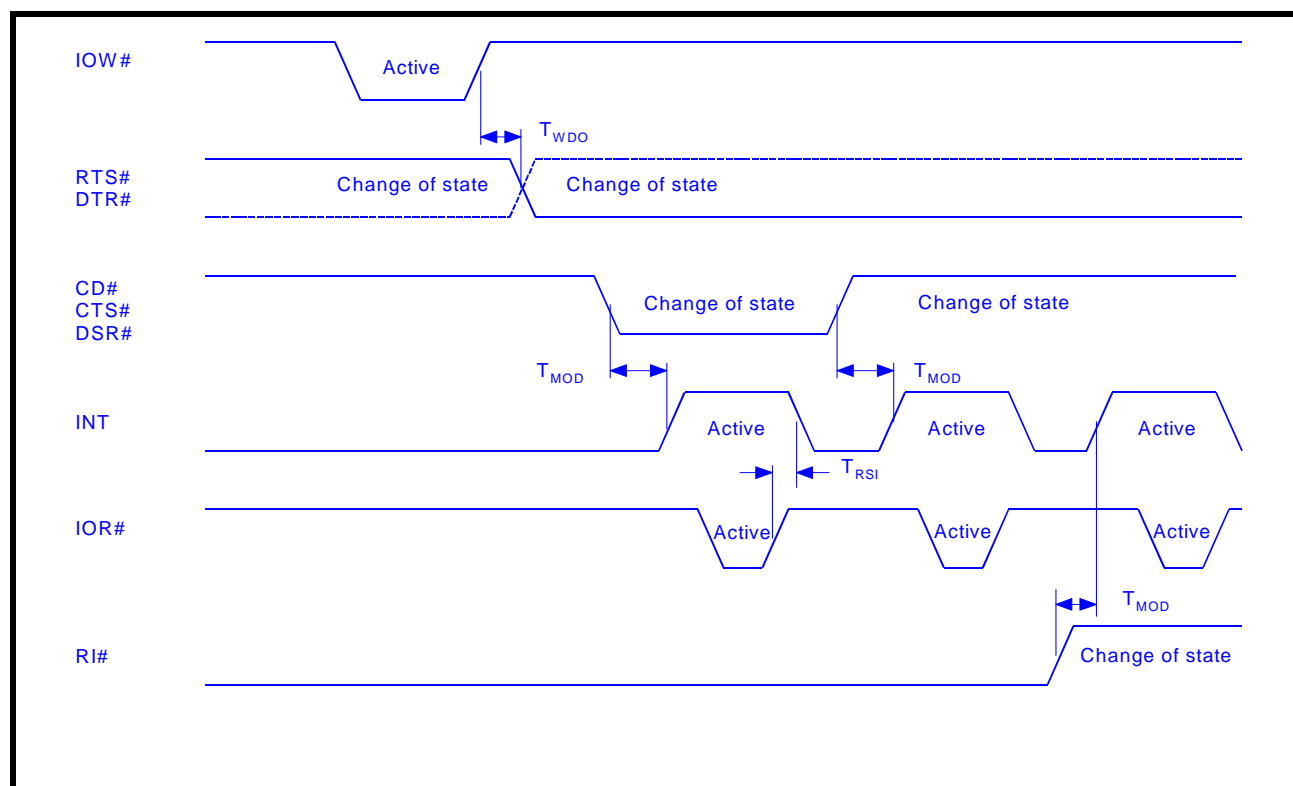 IOW#
Active
TWDO
RTS#
DTR#
Change of state
Change of state
CD#
CTS#
DSR#
Change of state
Change of state
TMOD
TMOD
INT
Active
Active
Active
TRSI
IOR#
Active
Active
Active
TMOD
RI#
Change of state